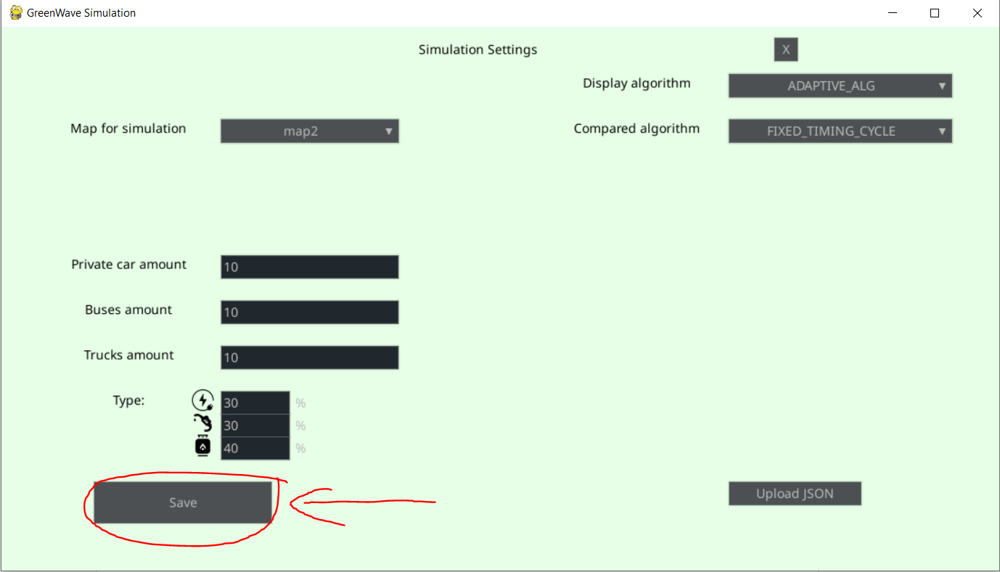 GreenWave Simulation
Simulation Settings
X
Display algorithm
ADAPTIVE_ALG
Map for simulation
map2
Compared algorithm
FIXED_TIMING_CYCLE
Private car amount
10
Buses amount
10
Trucks amount
10
Type:
30 %
30 %
40 %
Save
Upload JSON